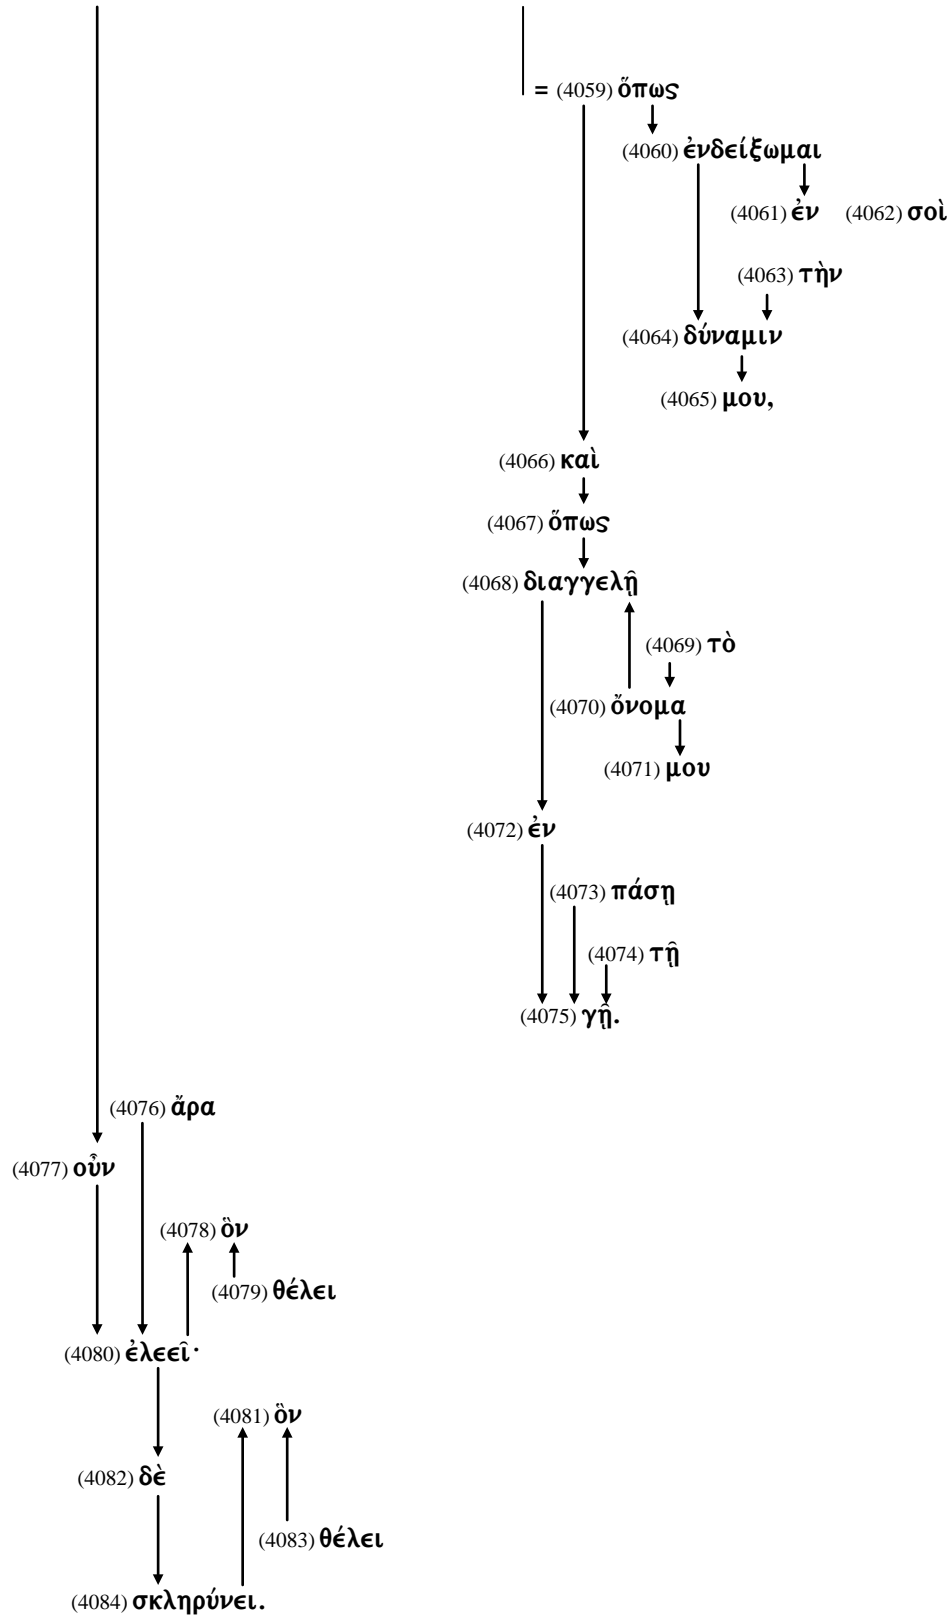 = (4059) ὅπως
(4060) ἐνδείξωμαι
(4061) ἐν (4062) σοὶ
(4063) τὴν
(4064) δύναμιν
(4065) μου,
(4066) καὶ
(4067) ὅπως
(4068) διαγγελῇ
(4069) τὸ
(4070) ὄνομα
(4071) μου
(4072) ἐν
(4073) πάσῃ
(4074) τῇ
(4075) γῇ.
(4076) ἄρα
(4077) οὖν
(4078) ὃν
(4079) θέλει
(4080) ἐλεεῖ·
(4081) ὃν
(4082) δὲ
(4083) θέλει
(4084) σκληρύνει.